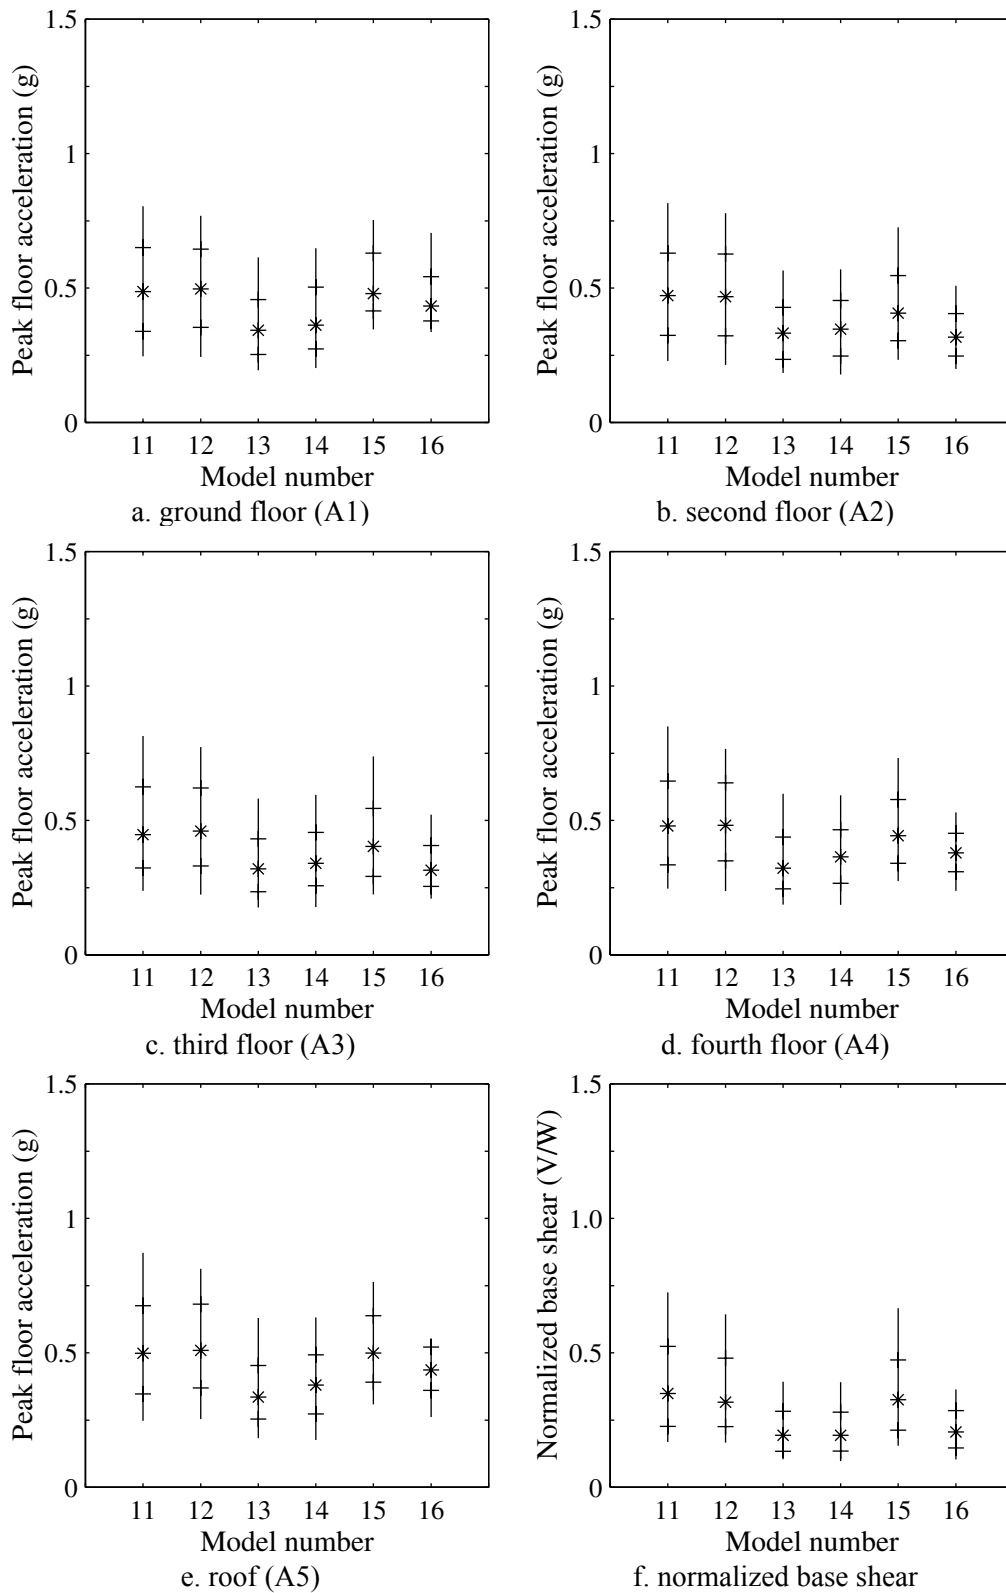 1.5
1
0.5
0
Peak floor acceleration (g)
11 12 13 14 15 16
Model number
a. ground floor (A1)
1.5
1
0.5
0
Peak floor acceleration (g)
11 12 13 14 15 16
Model number
b. second floor (A2)
1.5
1
0.5
0
Peak floor acceleration (g)
11 12 13 14 15 16
Model number
c. third floor (A3)
1.5
1
0.5
0
Peak floor acceleration (g)
11 12 13 14 15 16
Model number
d. fourth floor (A4)
1.5
1
0.5
0
Peak floor acceleration (g)
11 12 13 14 15 16
Model number
e. roof (A5)
1.5
1.0
0.5
0
Normalized base shear (V/W)
11 12 13 14 15 16
Model number
f. normalized base shear